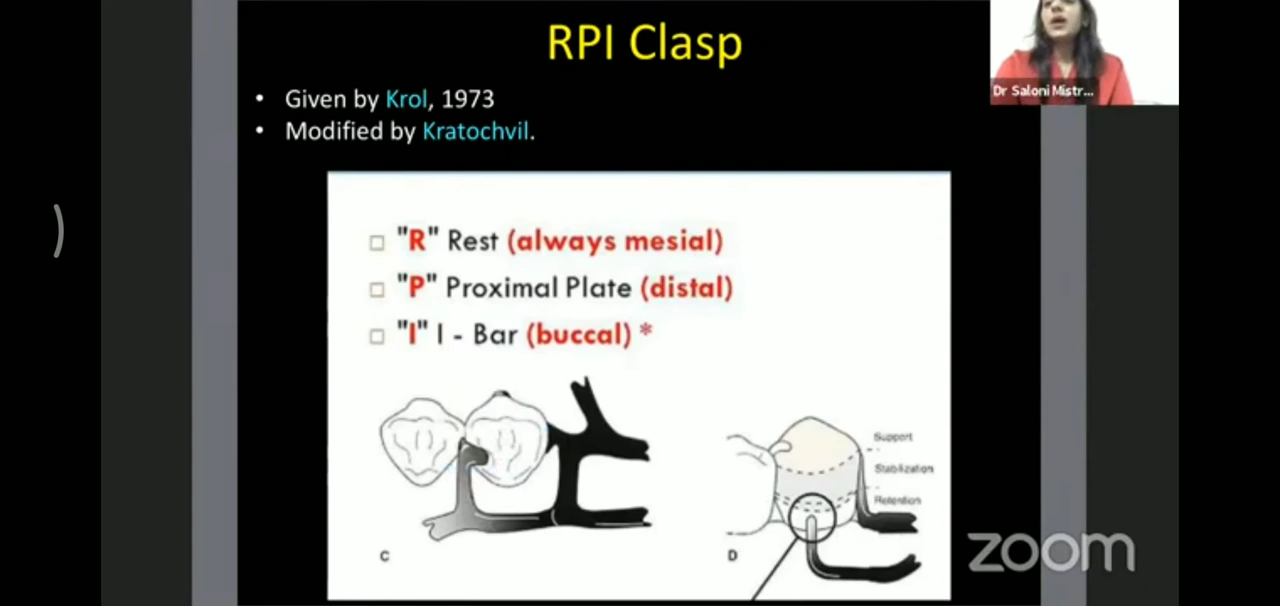 RPI Clasp
• Given by Krol, 1973
• Modified by Kratochvil.
Dr Saloni Mistr...
"R" Rest (always mesial)
"P" Proximal Plate (distal)
"I" I - Bar (buccal) *
Support
Stabilization
Retention
C
D
zoom